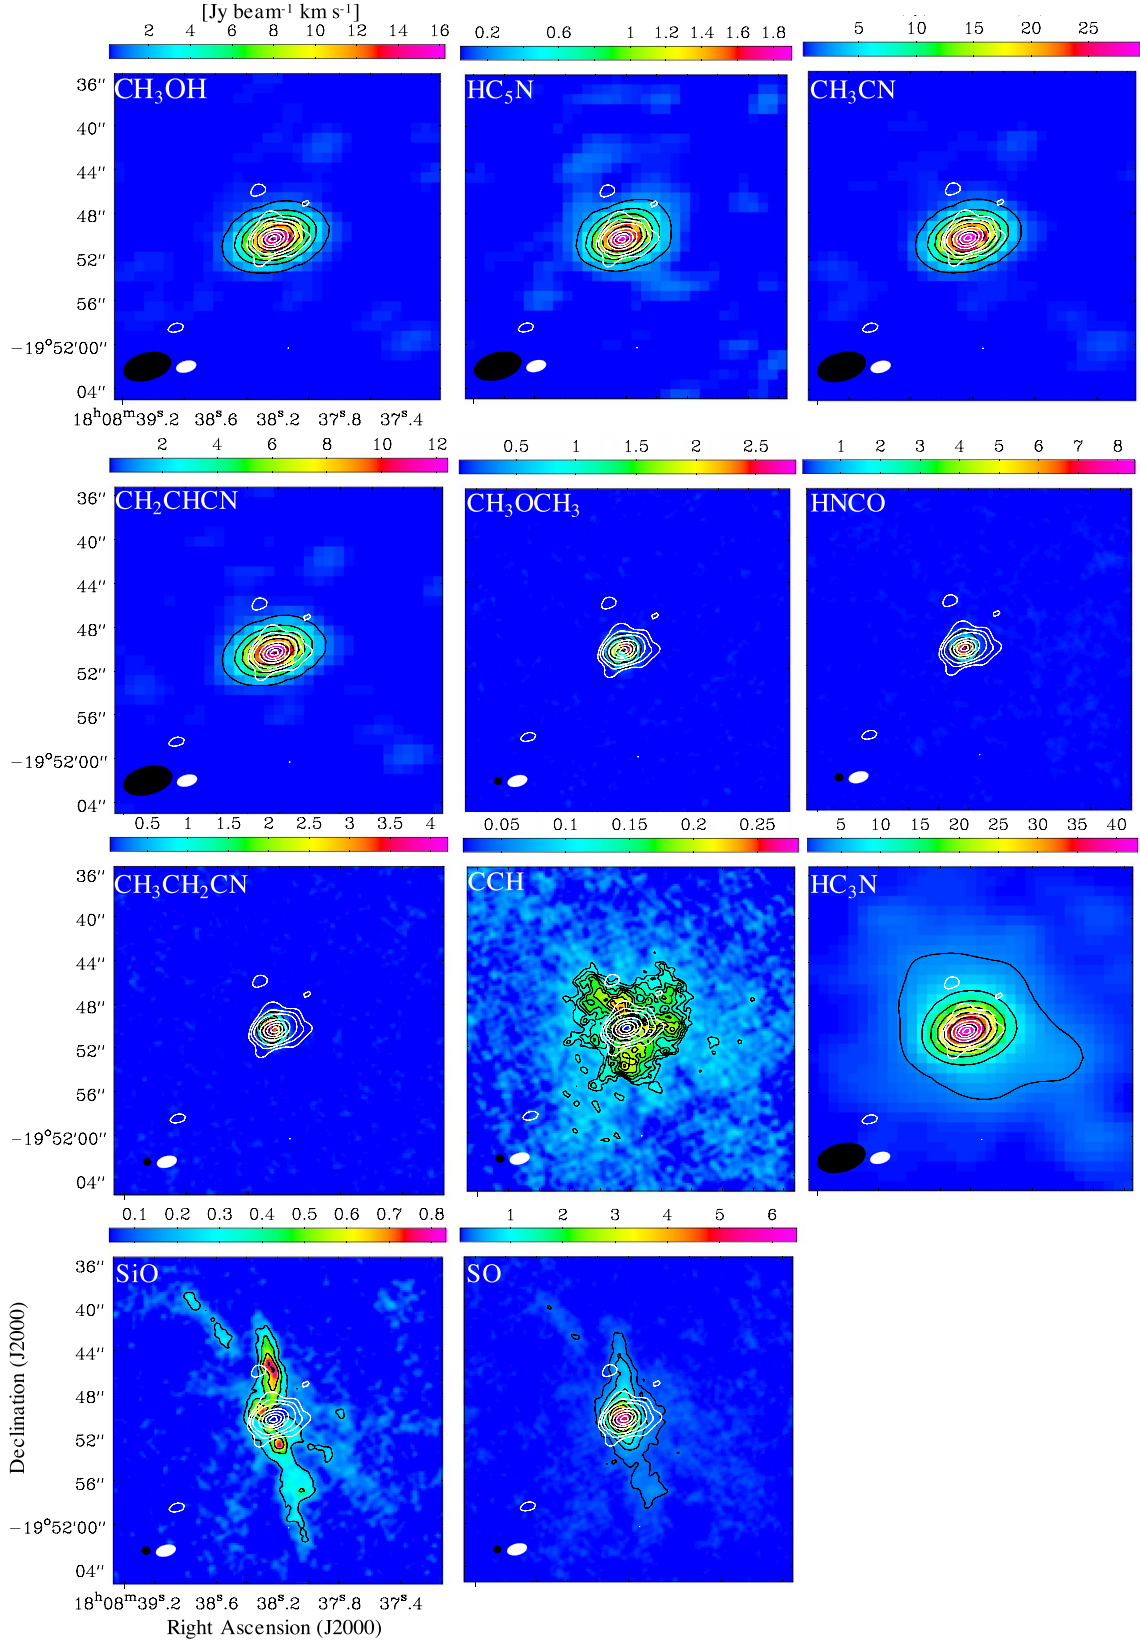 [Jy beam⁻¹ km s⁻¹]
2 4 6 8 10 12 14 16
0.2 0.6 1 1.2 1.4 1.6 1.8
5 10 15 20 25
CH₃OH
HC₅N
CH₃CN
36″
40″
44″
48″
52″
56″
−19°52′00″
04″
18ʰ08ᵐ39ˢ.2 38ˢ.6 38ˢ.2 37ˢ.8 37ˢ.4
2 4 6 8 10 12
0.5 1 1.5 2 2.5
1 2 3 4 5 6 7 8
CH₂CHCN
CH₃OCH₃
HNCO
36″
40″
44″
48″
52″
56″
−19°52′00″
04″
0.5 1 1.5 2 2.5 3 3.5 4
0.05 0.1 0.15 0.2 0.25
5 10 15 20 25 30 35 40
CH₃CH₂CN
CCH
HC₃N
36″
40″
44″
48″
52″
56″
−19°52′00″
04″
0.1 0.2 0.3 0.4 0.5 0.6 0.7 0.8
1 2 3 4 5 6
SiO
SO
36″
40″
44″
48″
52″
56″
−19°52′00″
04″
Declination (J2000)
18ʰ08ᵐ39ˢ.2 38ˢ.6 38ˢ.2 37ˢ.8 37ˢ.4
Right Ascension (J2000)